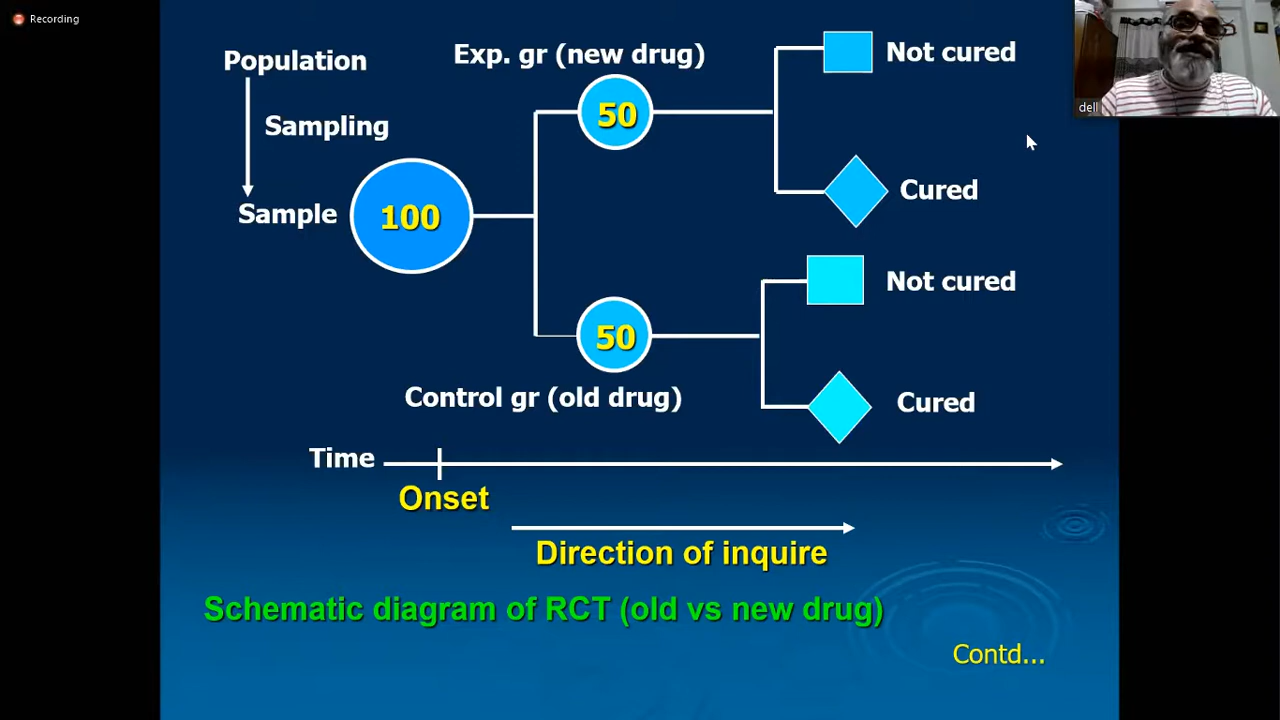 Recording
Population
Exp. gr (new drug)
Not cured
dell
50
Sampling
Cured
Sample
100
Not cured
50
Control gr (old drug)
Cured
Time
Onset
Direction of inquire
Schematic diagram of RCT (old vs new drug)
Contd...